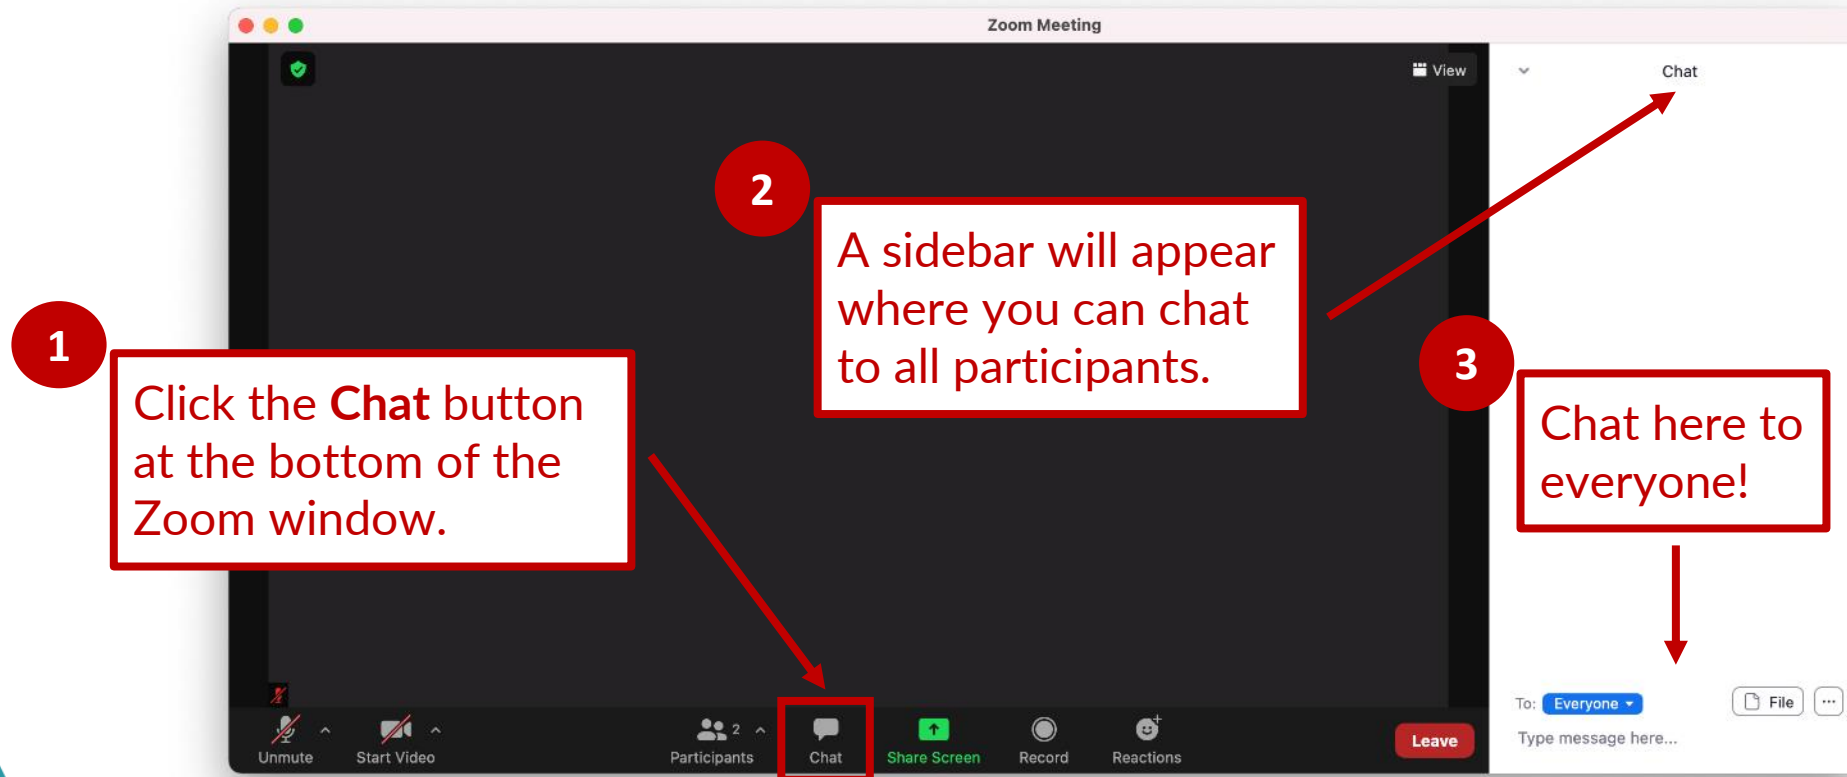 Zoom Meeting
View
Chat
2
A sidebar will appear
where you can chat
to all participants.
1
Click the Chat button
at the bottom of the
Zoom window.
3
Chat here to
everyone!
To: Everyone
File
Type message here...
Unmute
Start Video
2
Participants
Chat
Share Screen
Record
Reactions
Leave